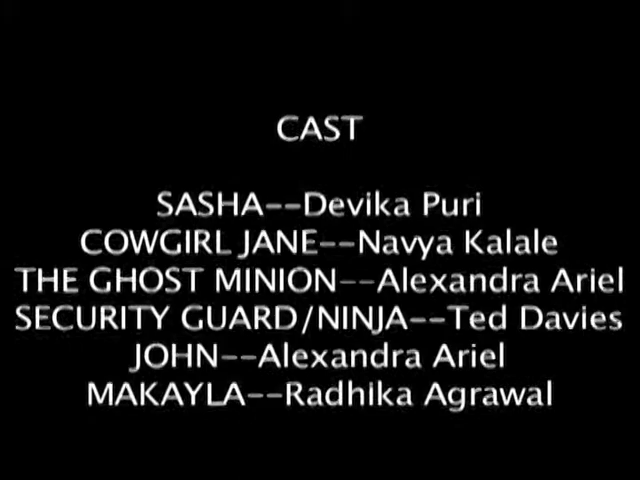 CAST
SASHA--Devika Puri
COWGIRL JANE--Navya Kalale
THE GHOST MINION--Alexandra Ariel
SECURITY GUARD/NINJA--Ted Davies
JOHN--Alexandra Ariel
MAKAYLA--Radhika Agrawal